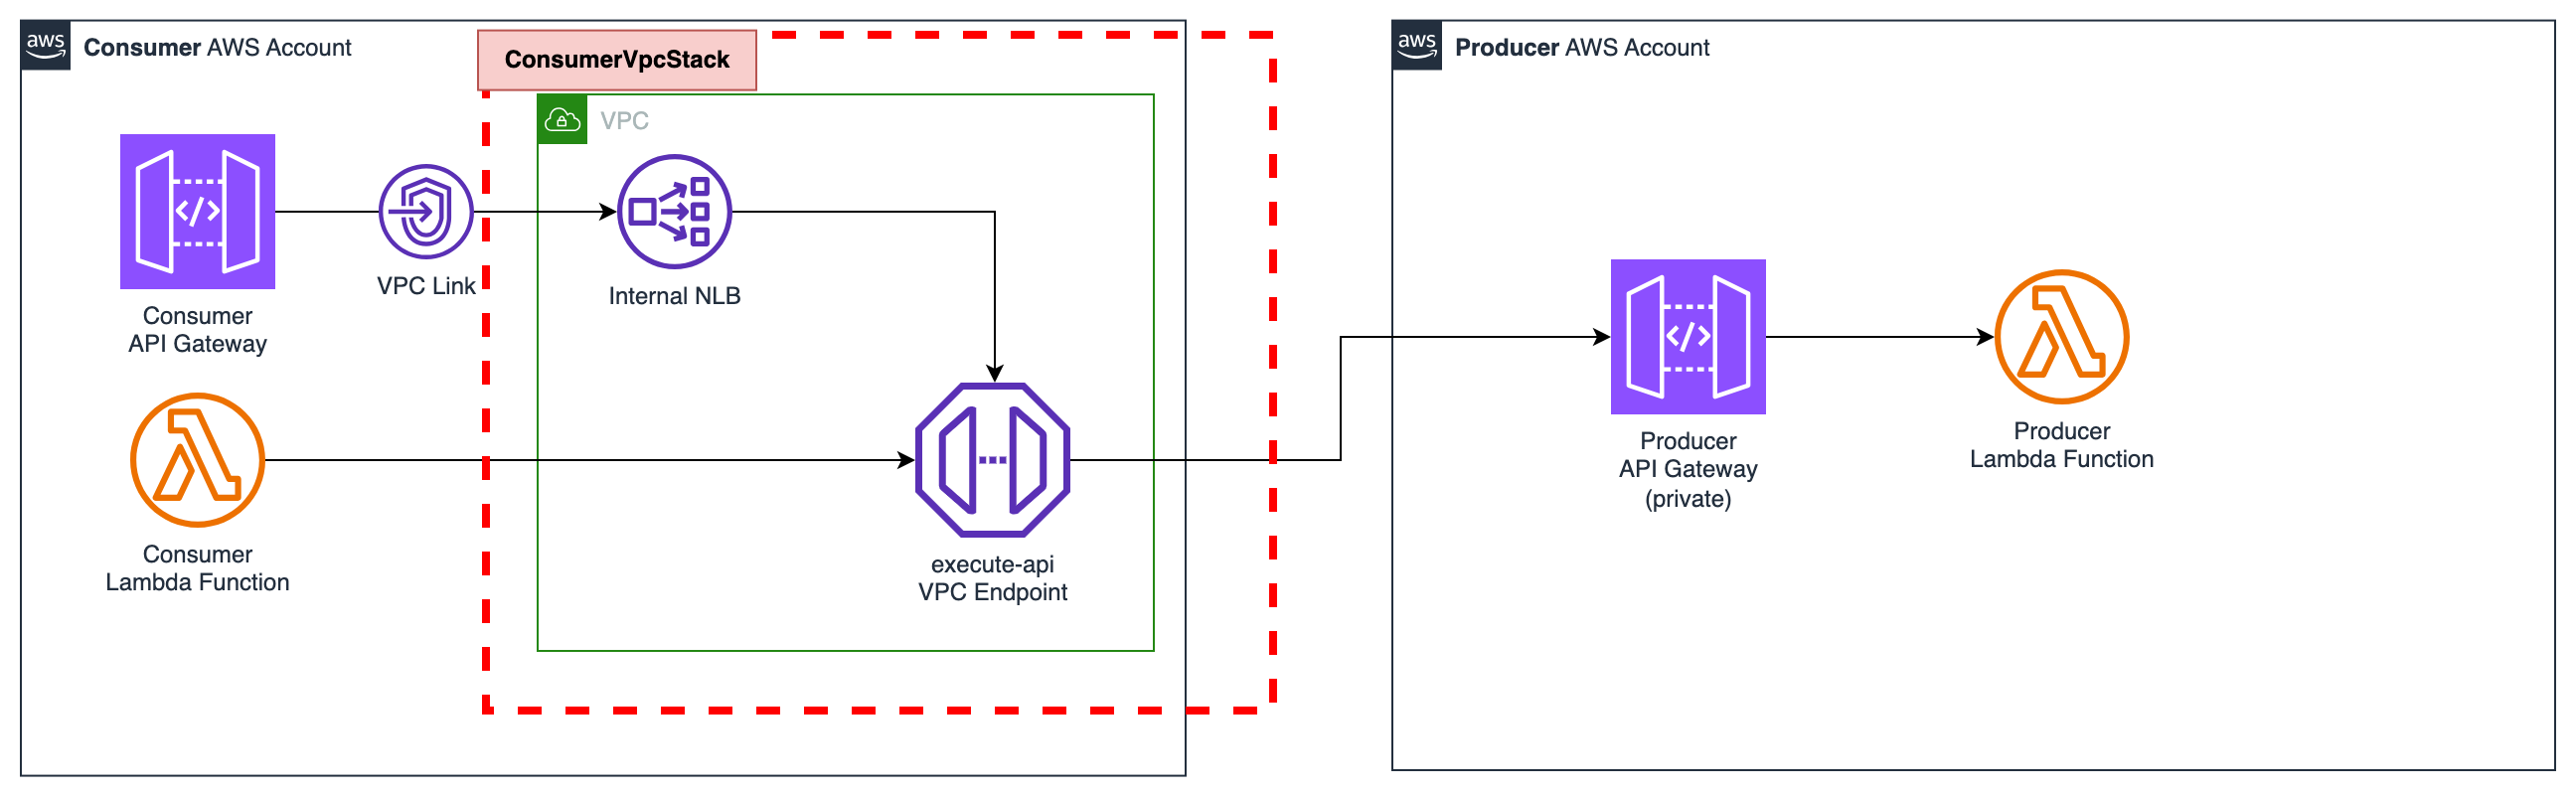 aws
Consumer AWS Account
ConsumerVpcStack
VPC
VPC Link
Internal NLB
Consumer
API Gateway
Consumer
Lambda Function
execute-api
VPC Endpoint
aws
Producer AWS Account
Producer
API Gateway
(private)
Producer
Lambda Function